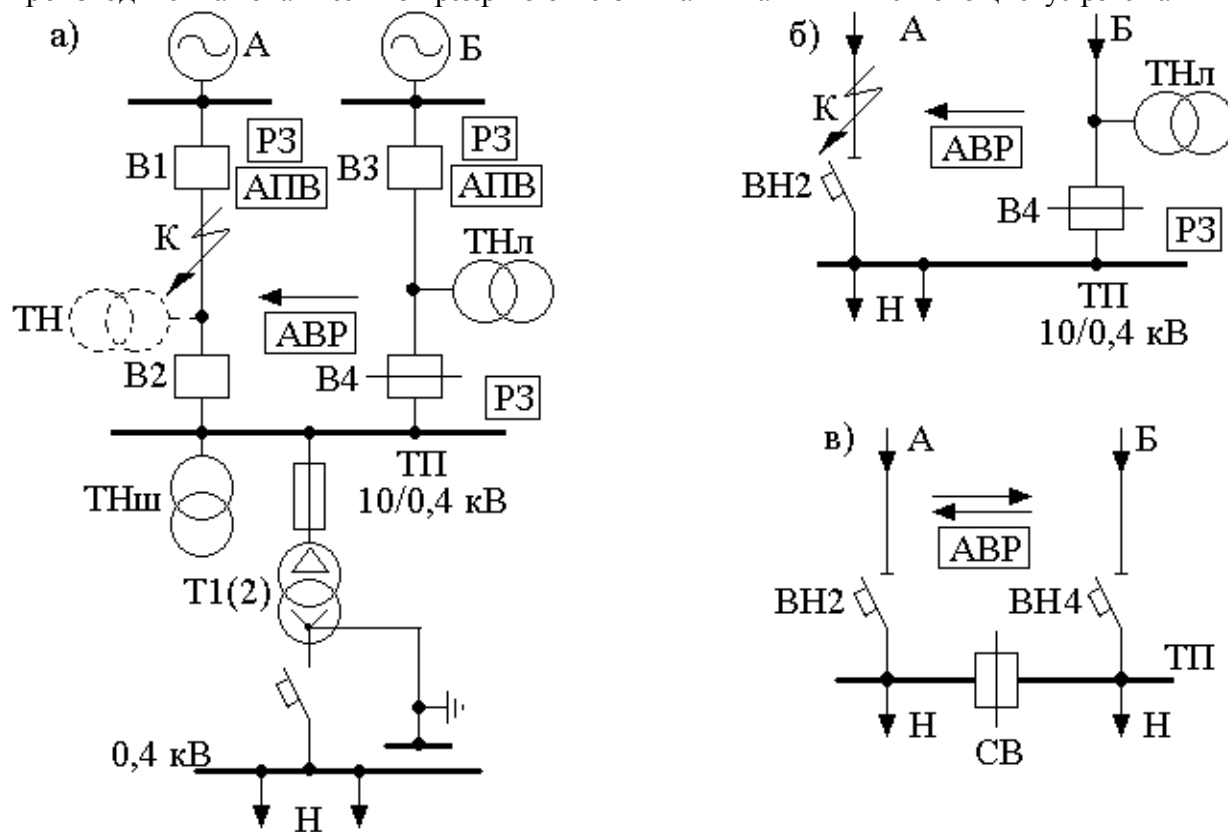 а)
А
Б
В1
РЗ
АПВ
В3
РЗ
АПВ
К
ТНл
ТН
АВР
В2
В4
РЗ
ТНш
ТП
10/0,4 кВ
Т1(2)
0,4 кВ
Н
б)
А
Б
ТНл
К
АВР
ВН2
В4
РЗ
Н
ТП
10/0,4 кВ
в)
А
Б
АВР
ВН2
ВН4
ТП
Н
Н
СВ